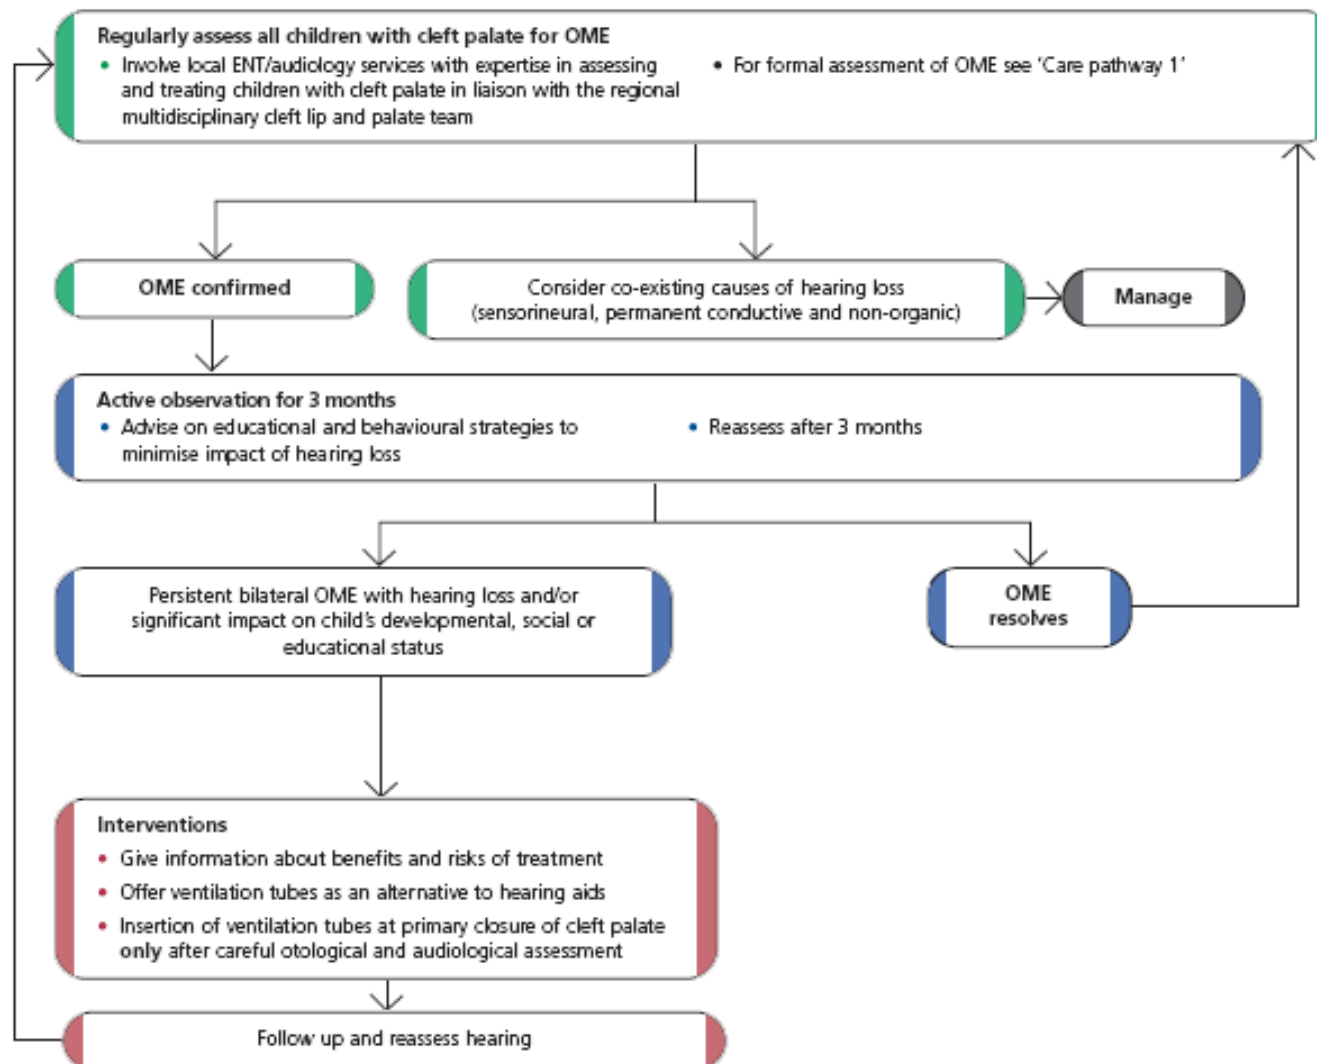 Regularly assess all children with cleft palate for OME
• Involve local ENT/audiology services with expertise in assessing
and treating children with cleft palate in liaison with the regional
multidisciplinary cleft lip and palate team
• For formal assessment of OME see ‘Care pathway 1’
OME confirmed
Consider co-existing causes of hearing loss
(sensorineural, permanent conductive and non-organic)
Manage
Active observation for 3 months
• Advise on educational and behavioural strategies to
minimise impact of hearing loss
• Reassess after 3 months
Persistent bilateral OME with hearing loss and/or
significant impact on child’s developmental, social or
educational status
OME
resolves
Interventions
• Give information about benefits and risks of treatment
• Offer ventilation tubes as an alternative to hearing aids
• Insertion of ventilation tubes at primary closure of cleft palate
only after careful otological and audiological assessment
Follow up and reassess hearing